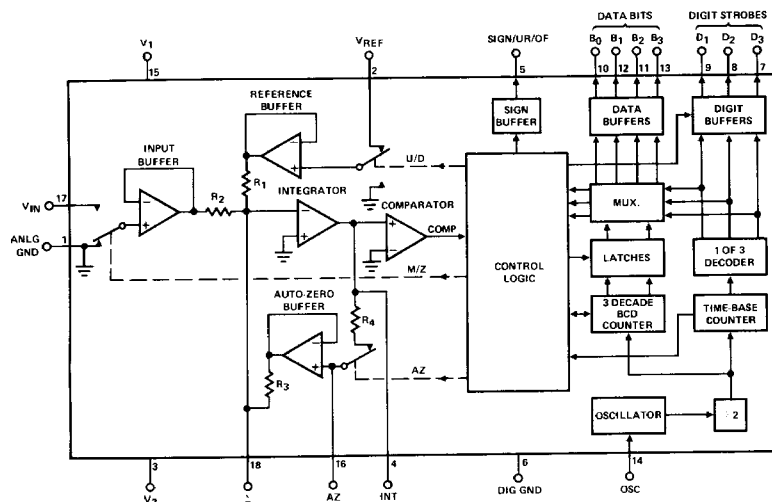 DATA BITS DIGIT STROBES
V1 VREF SIGN/UR/OF B0 B1 B2 B3 D1 D2 D3
15 2 5 10 12 11 13 9 8 7
REFERENCE
BUFFER
SIGN
BUFFER
DATA
BUFFERS
DIGIT
BUFFERS
INPUT
BUFFER
U/D
R1
R2
INTEGRATOR
COMPARATOR
MUX.
VIN 17
ANLG
GND 1
COMP
CONTROL
LOGIC
LATCHES
1 OF 3
DECODER
M/Z
AUTO-ZERO
BUFFER
R4
3 DECADE
BCD
COUNTER
TIME-BASE
COUNTER
R3
AZ
OSCILLATOR
2
3 18 16 4 6 14
AZ INT DIG GND OSC